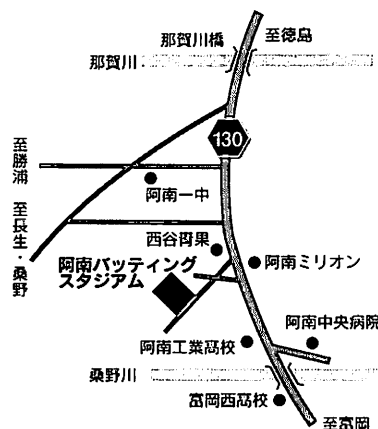 那賀川橋
至徳島
那賀川
130
至勝浦
阿南一中
至長生・桑野
西谷青果
阿南バッティング
スタジアム
阿南ミリオン
阿南中央病院
阿南工業高校
桑野川
富岡西高校
至富岡